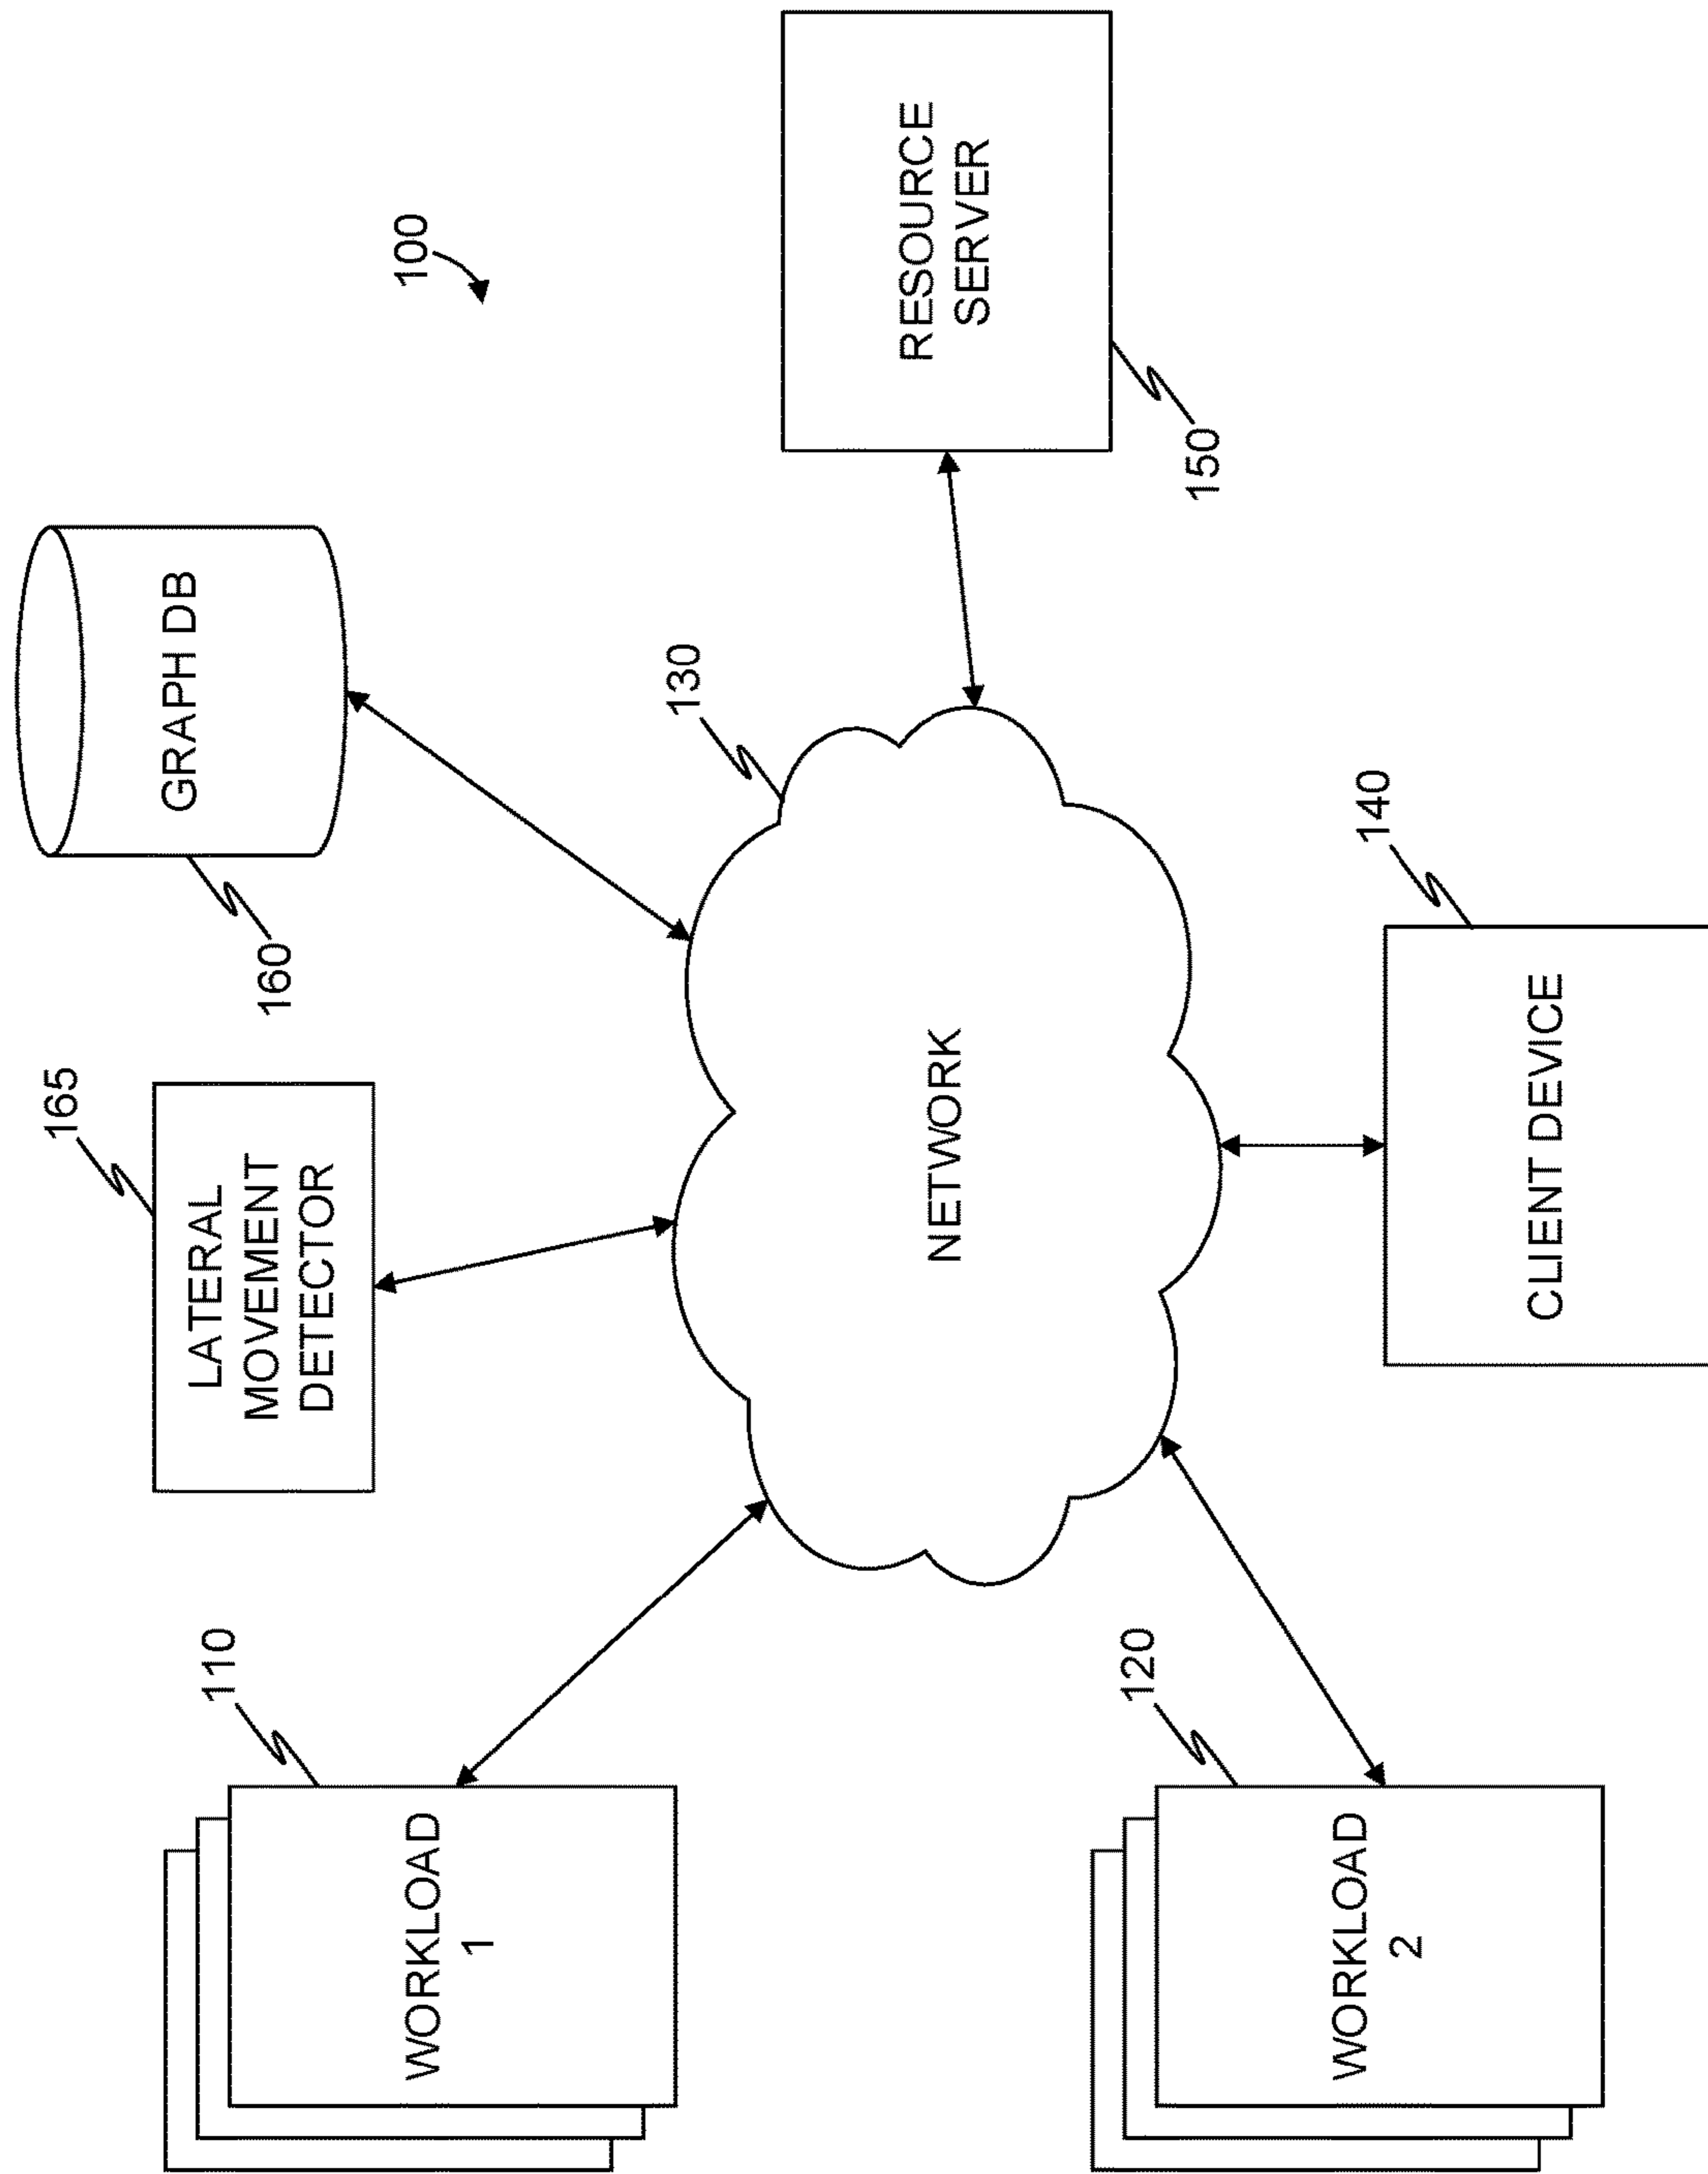 100
165
LATERAL
MOVEMENT
DETECTOR
160
GRAPH DB
110
WORKLOAD
1
130
NETWORK
RESOURCE
SERVER
150
120
WORKLOAD
2
140
CLIENT DEVICE